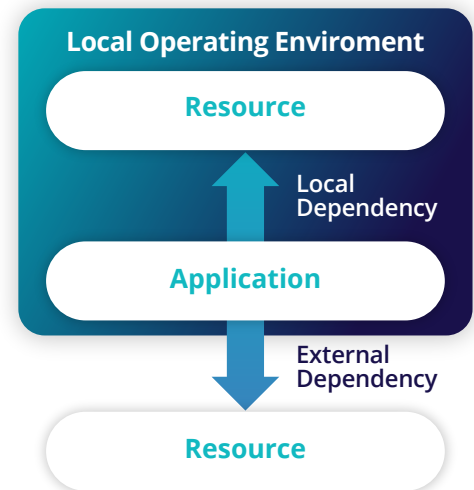 Local Operating Enviroment
Resource
Local
Dependency
Application
External
Dependency
Resource